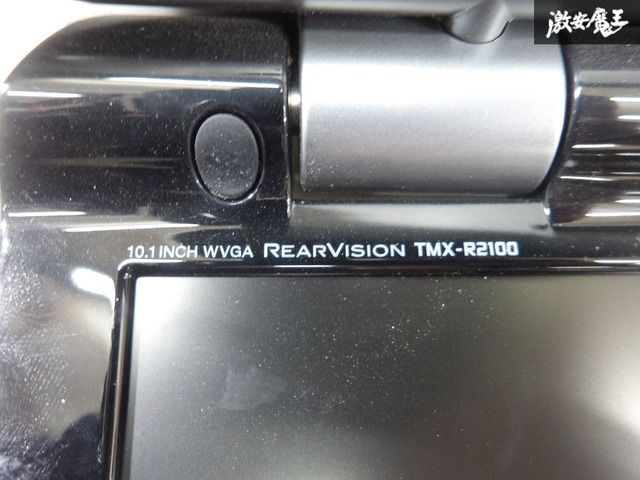 激安魔王
10.1 INCH WVGA REARVISION TMX-R2100